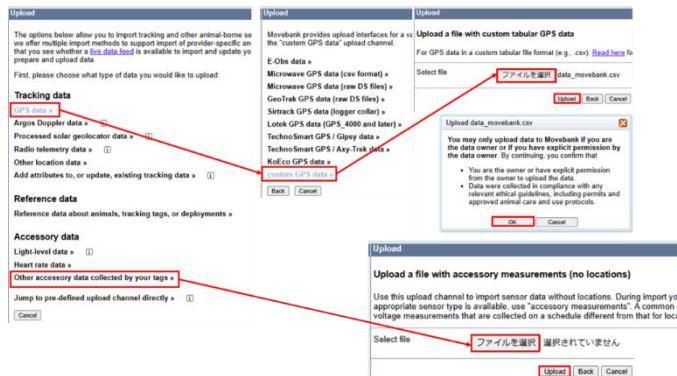 Upload
The options below allow you to import tracking and other animal-borne se
we offer multiple import methods to support import of provider-specific an
that you see whether a live data feed is available to import and update yo
prepare and upload data.
First, please choose what type of data you would like to upload:
Tracking data
GPS data »
Argos Doppler data »
Processed solar geolocator data »
Radio telemetry data »
Other location data »
Add attributes to, or update, existing tracking data »
Reference data
Reference data about animals, tracking tags, or deployments »
Accessory data
Light-level data »
Heart rate data »
Other accessory data collected by your tags »
Jump to pre-defined upload channel directly »
Cancel
Upload
Movebank provides upload interfaces for a va
the "custom GPS data" upload channel.
E-Obs data »
Microwave GPS data (csv format) »
Microwave GPS data (raw DS files) »
GeoTrak GPS data (raw DS files) »
Sirtrack GPS data (logger collar) »
Lotek GPS data (GPS_4000 and later) »
TechnoSmart GPS / Gipsy data »
TechnoSmart GPS / Axy-Trek data »
KoEco GPS data »
custom GPS data »
Back Cancel
Upload
Upload a file with custom tabular GPS data
For GPS data in a custom tabular file format (e.g., .csv). Read here fo
Select file ファイルを選択 data_movebank.csv
Upload Back Cancel
Upload data_movebank.csv
You may only upload data to Movebank if you are
the data owner or if you have explicit permission by
the data owner. By continuing, you confirm that
• You are the owner or have explicit permission
from the owner to upload the data.
• Data were collected in compliance with any
relevant ethical guidelines, including permits and
approved animal care and use protocols.
OK Cancel
Upload
Upload a file with accessory measurements (no locations)
Use this upload channel to import sensor data without locations. During import yo
appropriate sensor type is available, use "accessory measurements". A common
voltage measurements that are collected on a schedule different from that for loca
Select file ファイルを選択 選択されていません
Upload Back Cancel